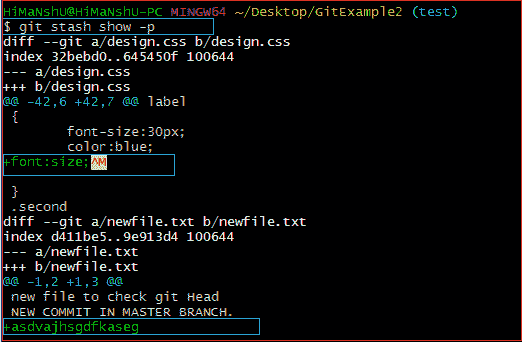 HiMaNshU@HiMaNshU-PC MINGW64 ~/Desktop/GitExample2 (test)
$ git stash show -p
diff --git a/design.css b/design.css
index 32bebd0..645450f 100644
--- a/design.css
+++ b/design.css
@@ -42,6 +42,7 @@ label
 {
        font-size:30px;
        color:blue;
+font:size;^M

 }
 .second
diff --git a/newfile.txt b/newfile.txt
index d411be5..9e913d4 100644
--- a/newfile.txt
+++ b/newfile.txt
@@ -1,2 +1,3 @@
 new file to check git Head
 NEW COMMIT IN MASTER BRANCH.
+asdvajhsgdfkaseg